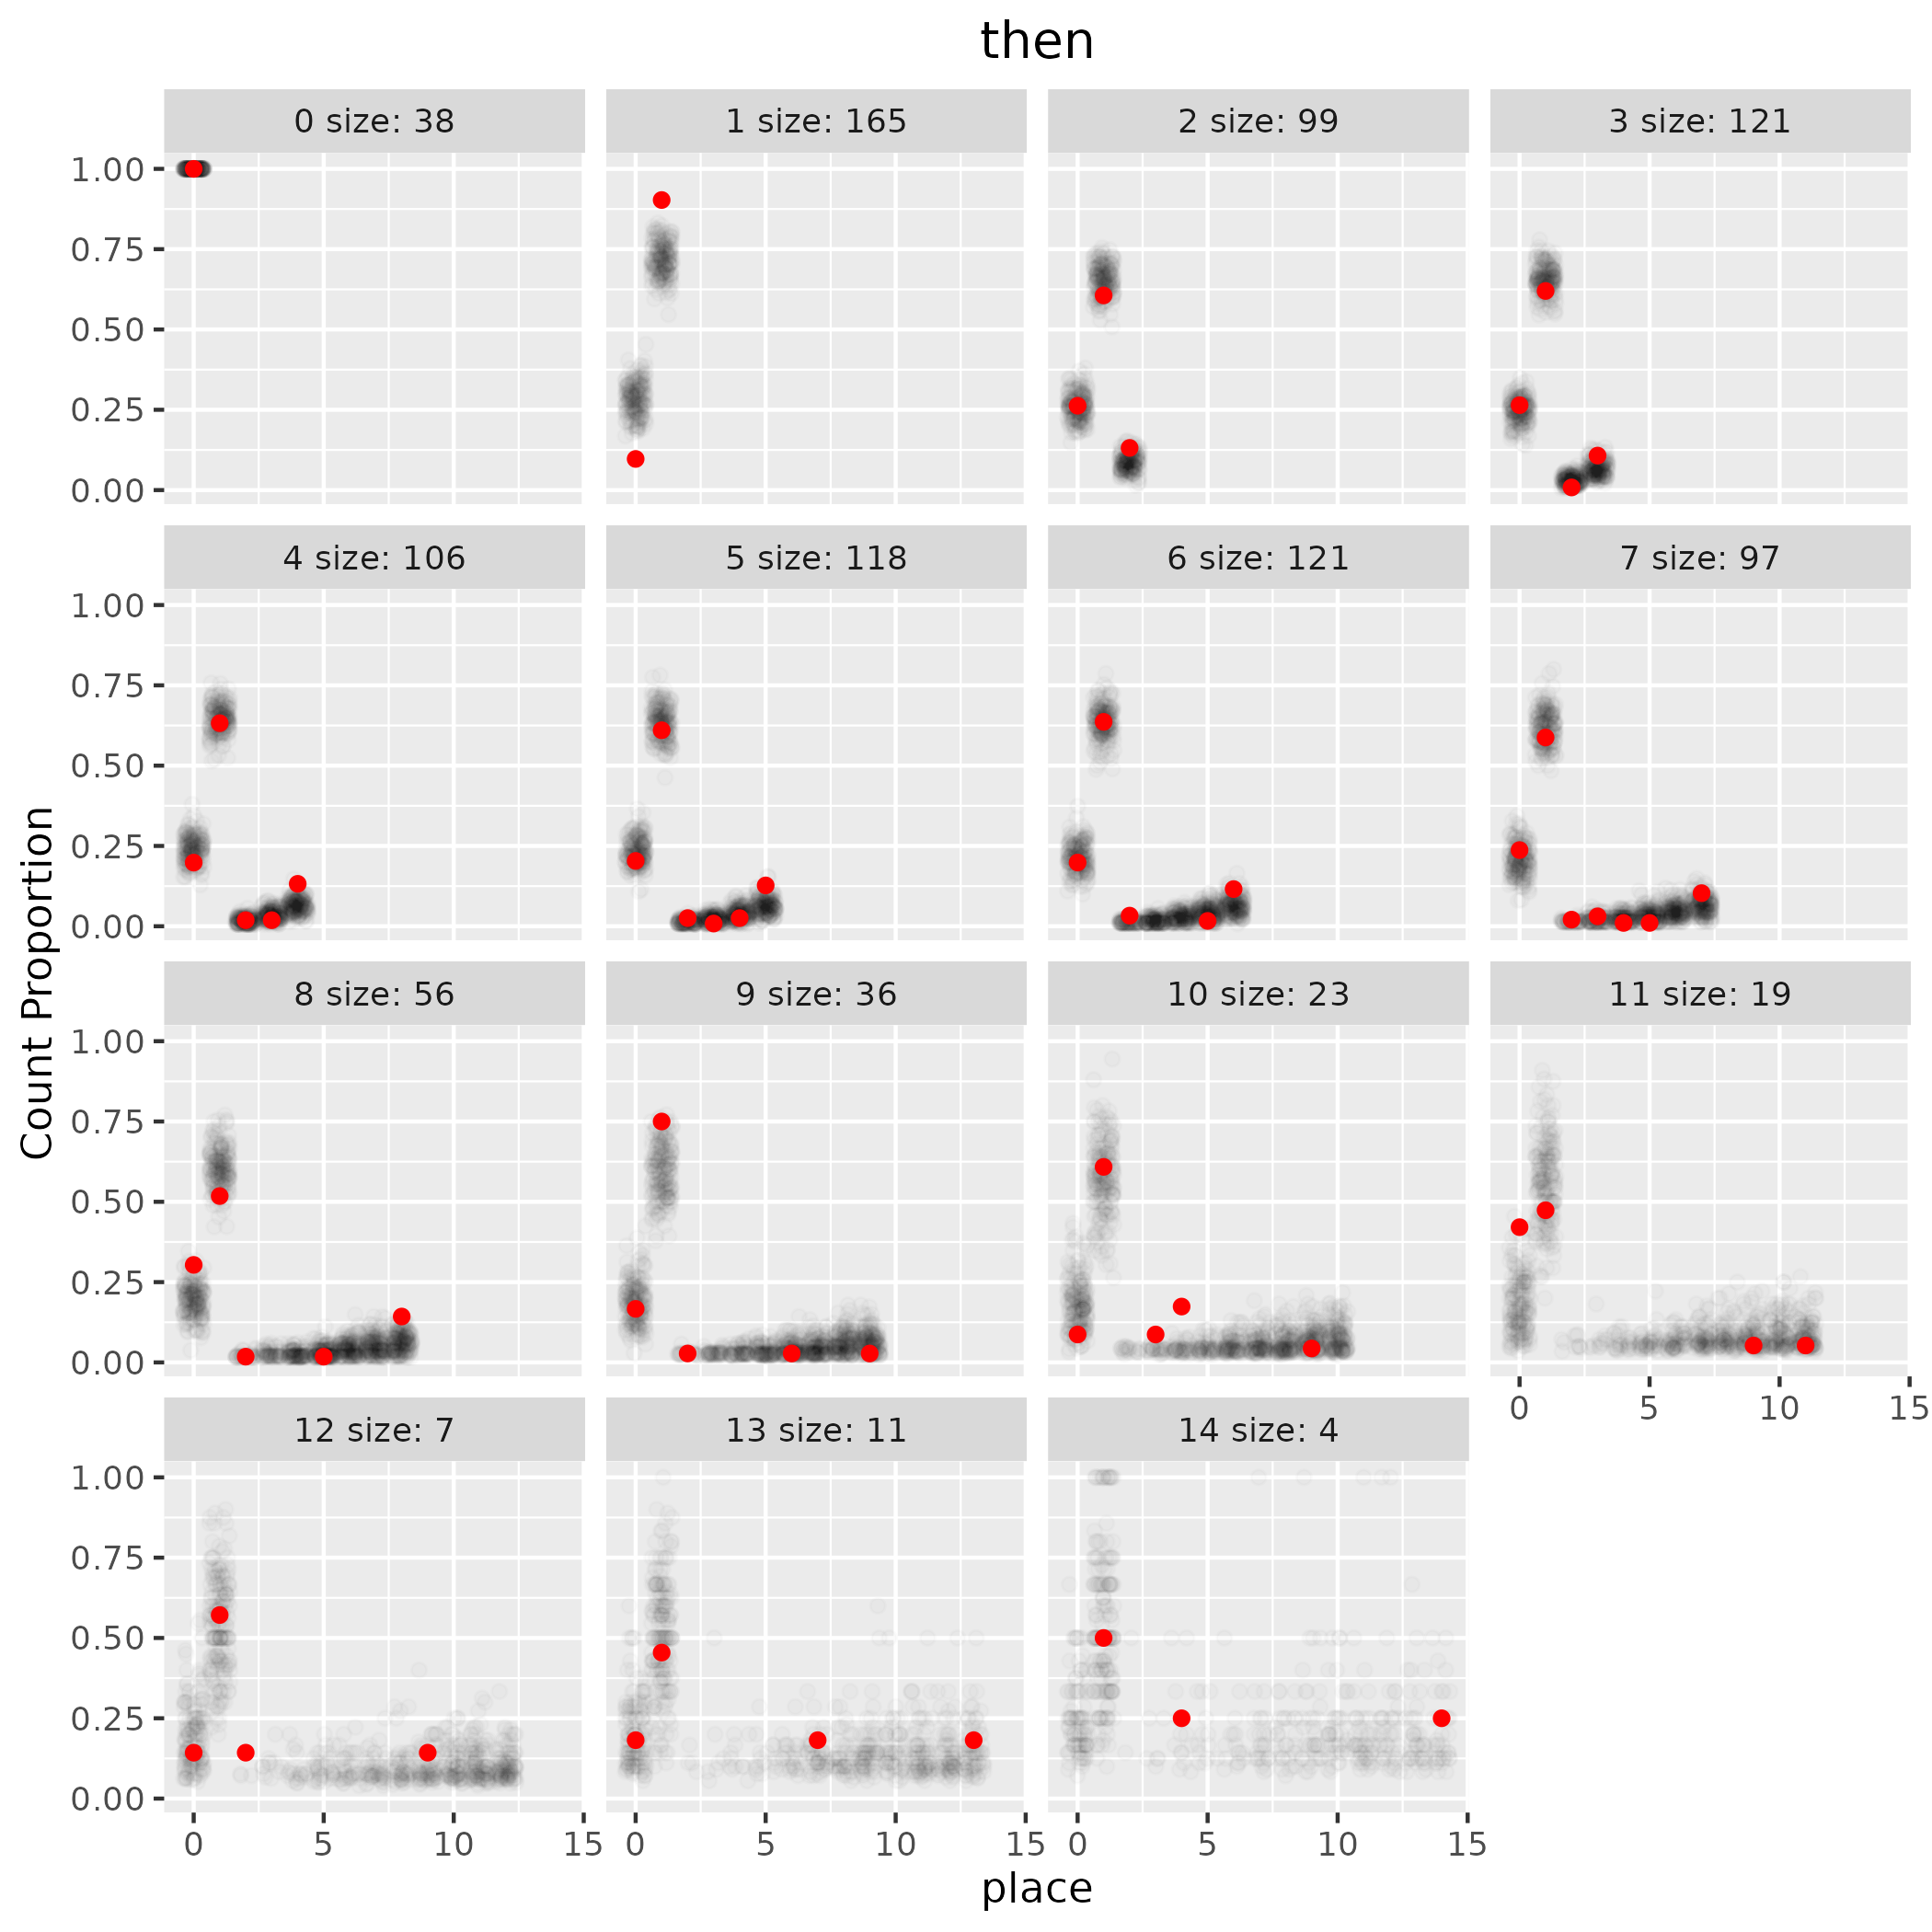 then
0 size: 38
1 size: 165
2 size: 99
3 size: 121
1.00
0.75
0.50
0.25
0.00
4 size: 106
5 size: 118
6 size: 121
7 size: 97
1.00
0.75
0.50
0.25
0.00
Count Proportion
8 size: 56
9 size: 36
10 size: 23
11 size: 19
1.00
0.75
0.50
0.25
0.00
0 5 10 15
12 size: 7
13 size: 11
14 size: 4
1.00
0.75
0.50
0.25
0.00
0 5 10 15
0 5 10 15
0 5 10 15
place